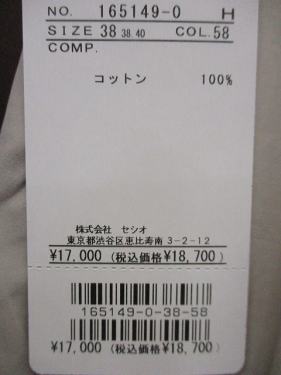 NO. 165149-0 H
SIZE 38 38.40 COL.58
COMP.
コットン 100%
株式会社 セシオ
東京都渋谷区恵比寿南 3-2-12
¥17,000 (税込価格¥18,700)
165149-0-38-58
¥17,000 (税込価格¥18,700)